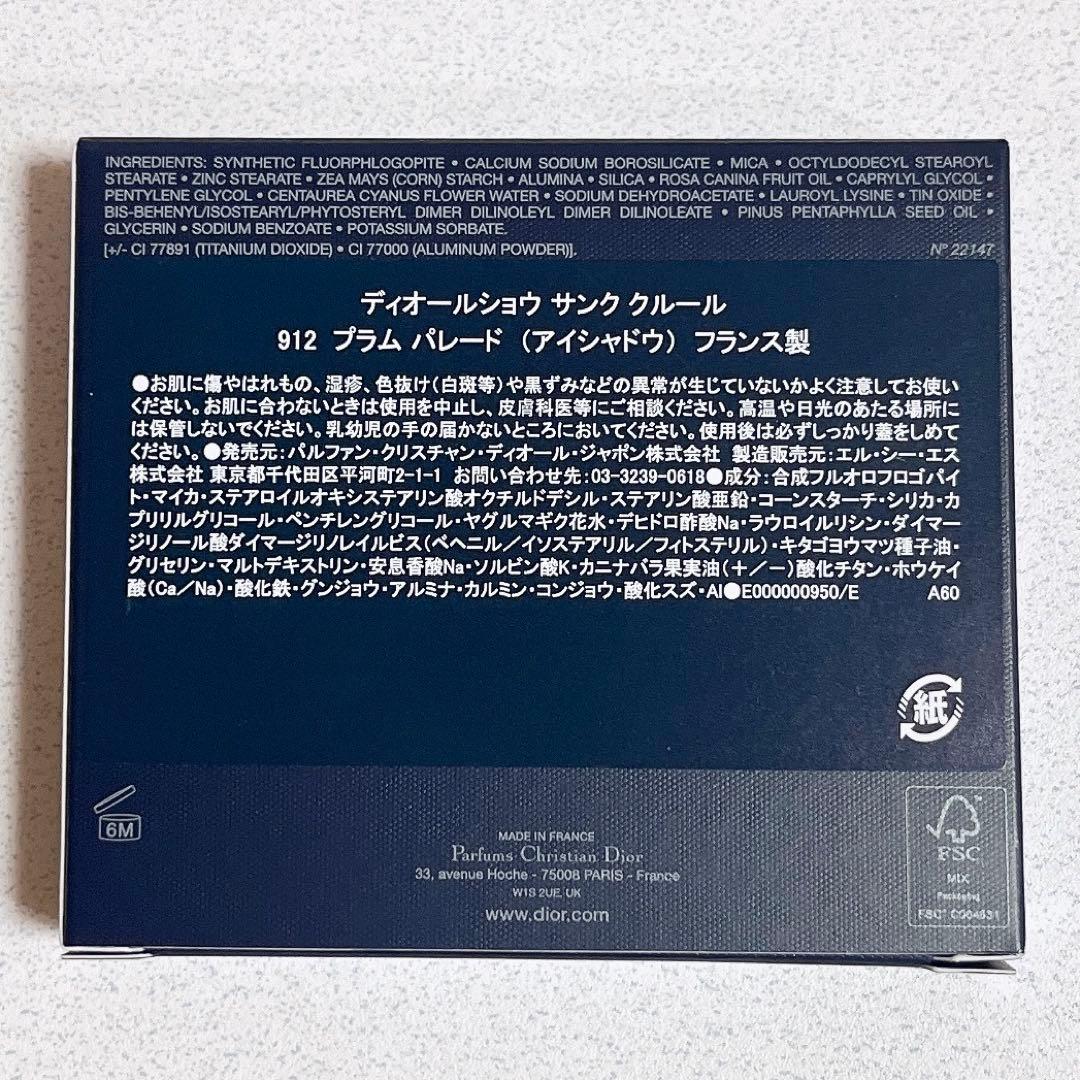 INGREDIENTS: SYNTHETIC FLUORPHLOGOPITE • CALCIUM SODIUM BOROSILICATE • MICA • OCTYLDODECYL STEAROYL
STEARATE • ZINC STEARATE • ZEA MAYS (CORN) STARCH • ALUMINA • SILICA • ROSA CANINA FRUIT OIL • CAPRYLYL GLYCOL •
PENTYLENE GLYCOL • CENTAUREA CYANUS FLOWER WATER • SODIUM DEHYDROACETATE • LAUROYL LYSINE • TIN OXIDE •
BIS-BEHENYL/ISOSTEARYL/PHYTOSTERYL DIMER DILINOLEYL DIMER DILINOLEATE • PINUS PENTAPHYLLA SEED OIL •
GLYCERIN • SODIUM BENZOATE • POTASSIUM SORBATE.
[+/- CI 77891 (TITANIUM DIOXIDE) • CI 77000 (ALUMINUM POWDER)]. N° 22147
ディオールショウ サンク クルール
912 プラム パレード （アイシャドウ） フランス製
●お肌に傷やはれもの、湿疹、色抜け(白斑等)や黒ずみなどの異常が生じていないかよく注意してお使い
ください。お肌に合わないときは使用を中止し、皮膚科医等にご相談ください。高温や日光のあたる場所に
は保管しないでください。乳幼児の手の届かないところにおいてください。使用後は必ずしっかり蓋をしめて
ください。●発売元：パルファン・クリスチャン・ディオール・ジャポン株式会社 製造販売元：エル・シー・エス
株式会社 東京都千代田区平河町2-1-1 お問い合わせ先：03-3239-0618●成分：合成フルオロフロゴパイ
ト・マイカ・ステアロイルオキシステアリン酸オクチルドデシル・ステアリン酸亜鉛・コーンスターチ・シリカ・カ
プリリルグリコール・ペンチレングリコール・ヤグルマギク花水・デヒドロ酢酸Na・ラウロイルリシン・ダイマー
ジリノール酸ダイマージリノレイルビス(ベヘニル／イソステアリル／フィトステリル)・キタゴヨウマツ種子油・
グリセリン・マルトデキストリン・安息香酸Na・ソルビン酸K・カニナバラ果実油(＋／－)酸化チタン・ホウケイ
酸(Ca／Na)・酸化鉄・グンジョウ・アルミナ・カルミン・コンジョウ・酸化スズ・Al●E000000950/E A60
紙
6M
MADE IN FRANCE
Parfums Christian Dior
33, avenue Hoche - 75008 PARIS - France
W1S 2UE, UK
www.dior.com
FSC
MIX
Packaging
FSC® C004631